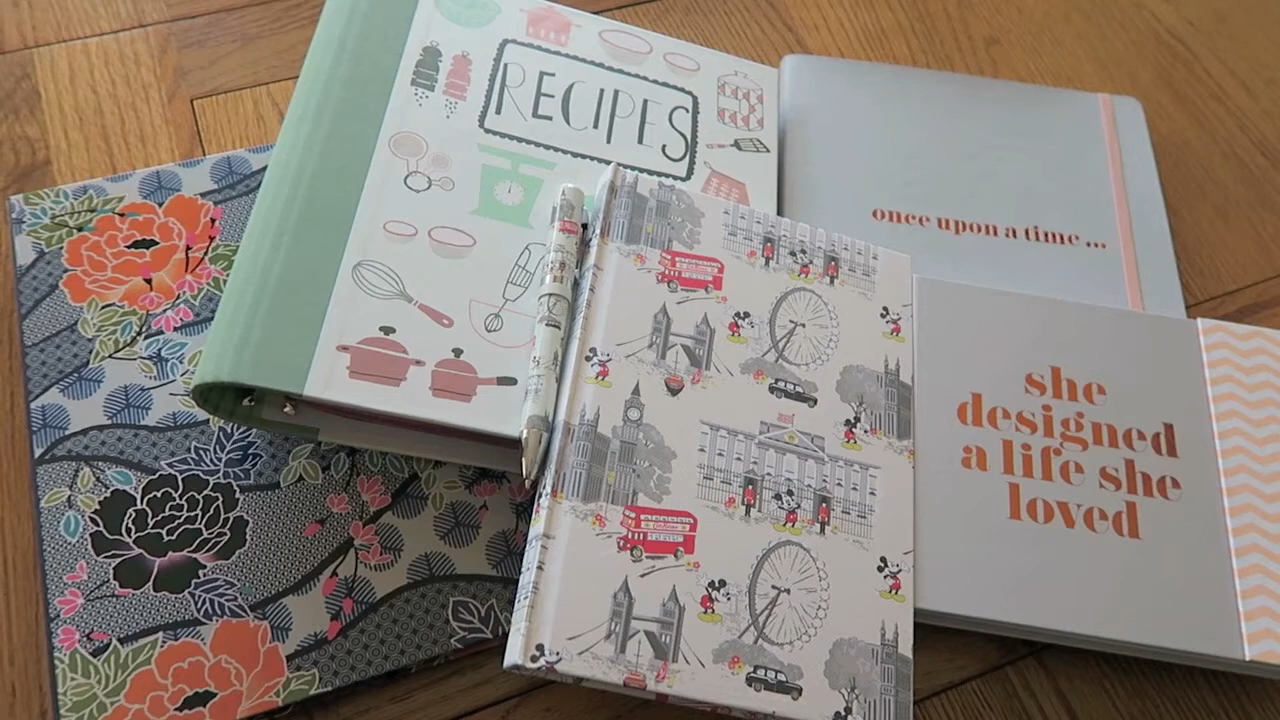 RECIPES
once upon a time ...
she
designed
a life she
loved